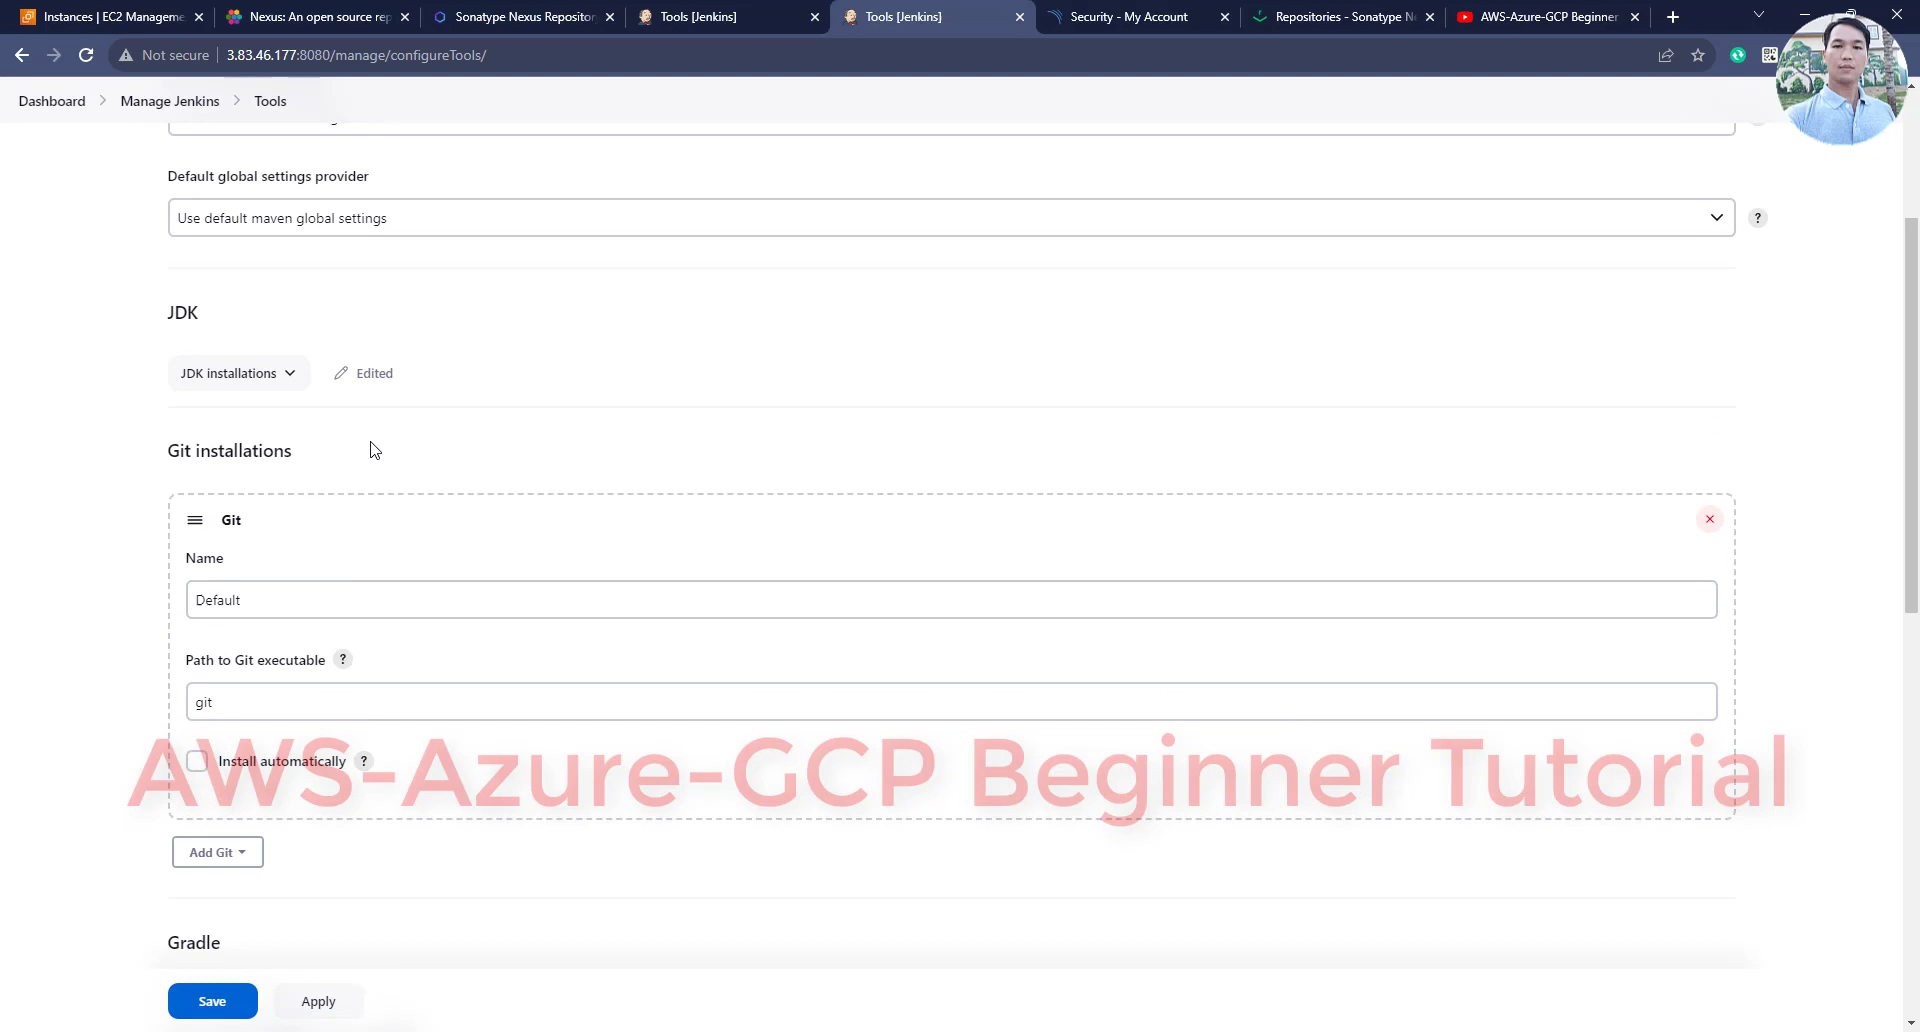 Instances | EC2 Manageme
Nexus: An open source rep
Sonatype Nexus Repositor
Tools [Jenkins]
Tools [Jenkins]
Security - My Account
Repositories - Sonatype N
AWS-Azure-GCP Beginner
Not secure
3.83.46.177:8080/manage/configureTools/
Dashboard
Manage Jenkins
Tools
Default global settings provider
Use default maven global settings
?
JDK
JDK installations
Edited
Git installations
Git
Name
Default
Path to Git executable ?
git
Install automatically ?
AWS-Azure-GCP Beginner Tutorial
Add Git
Gradle
Save
Apply